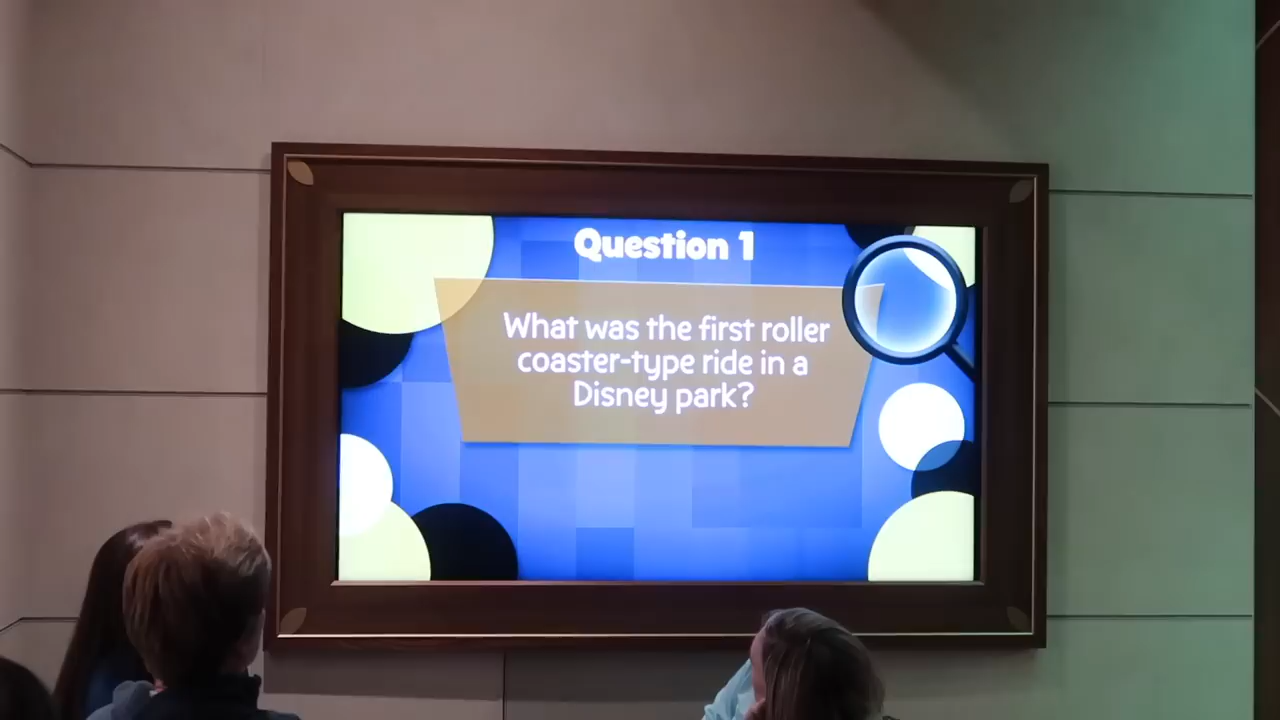 Question 1
What was the first roller
coaster-type ride in a
Disney park?